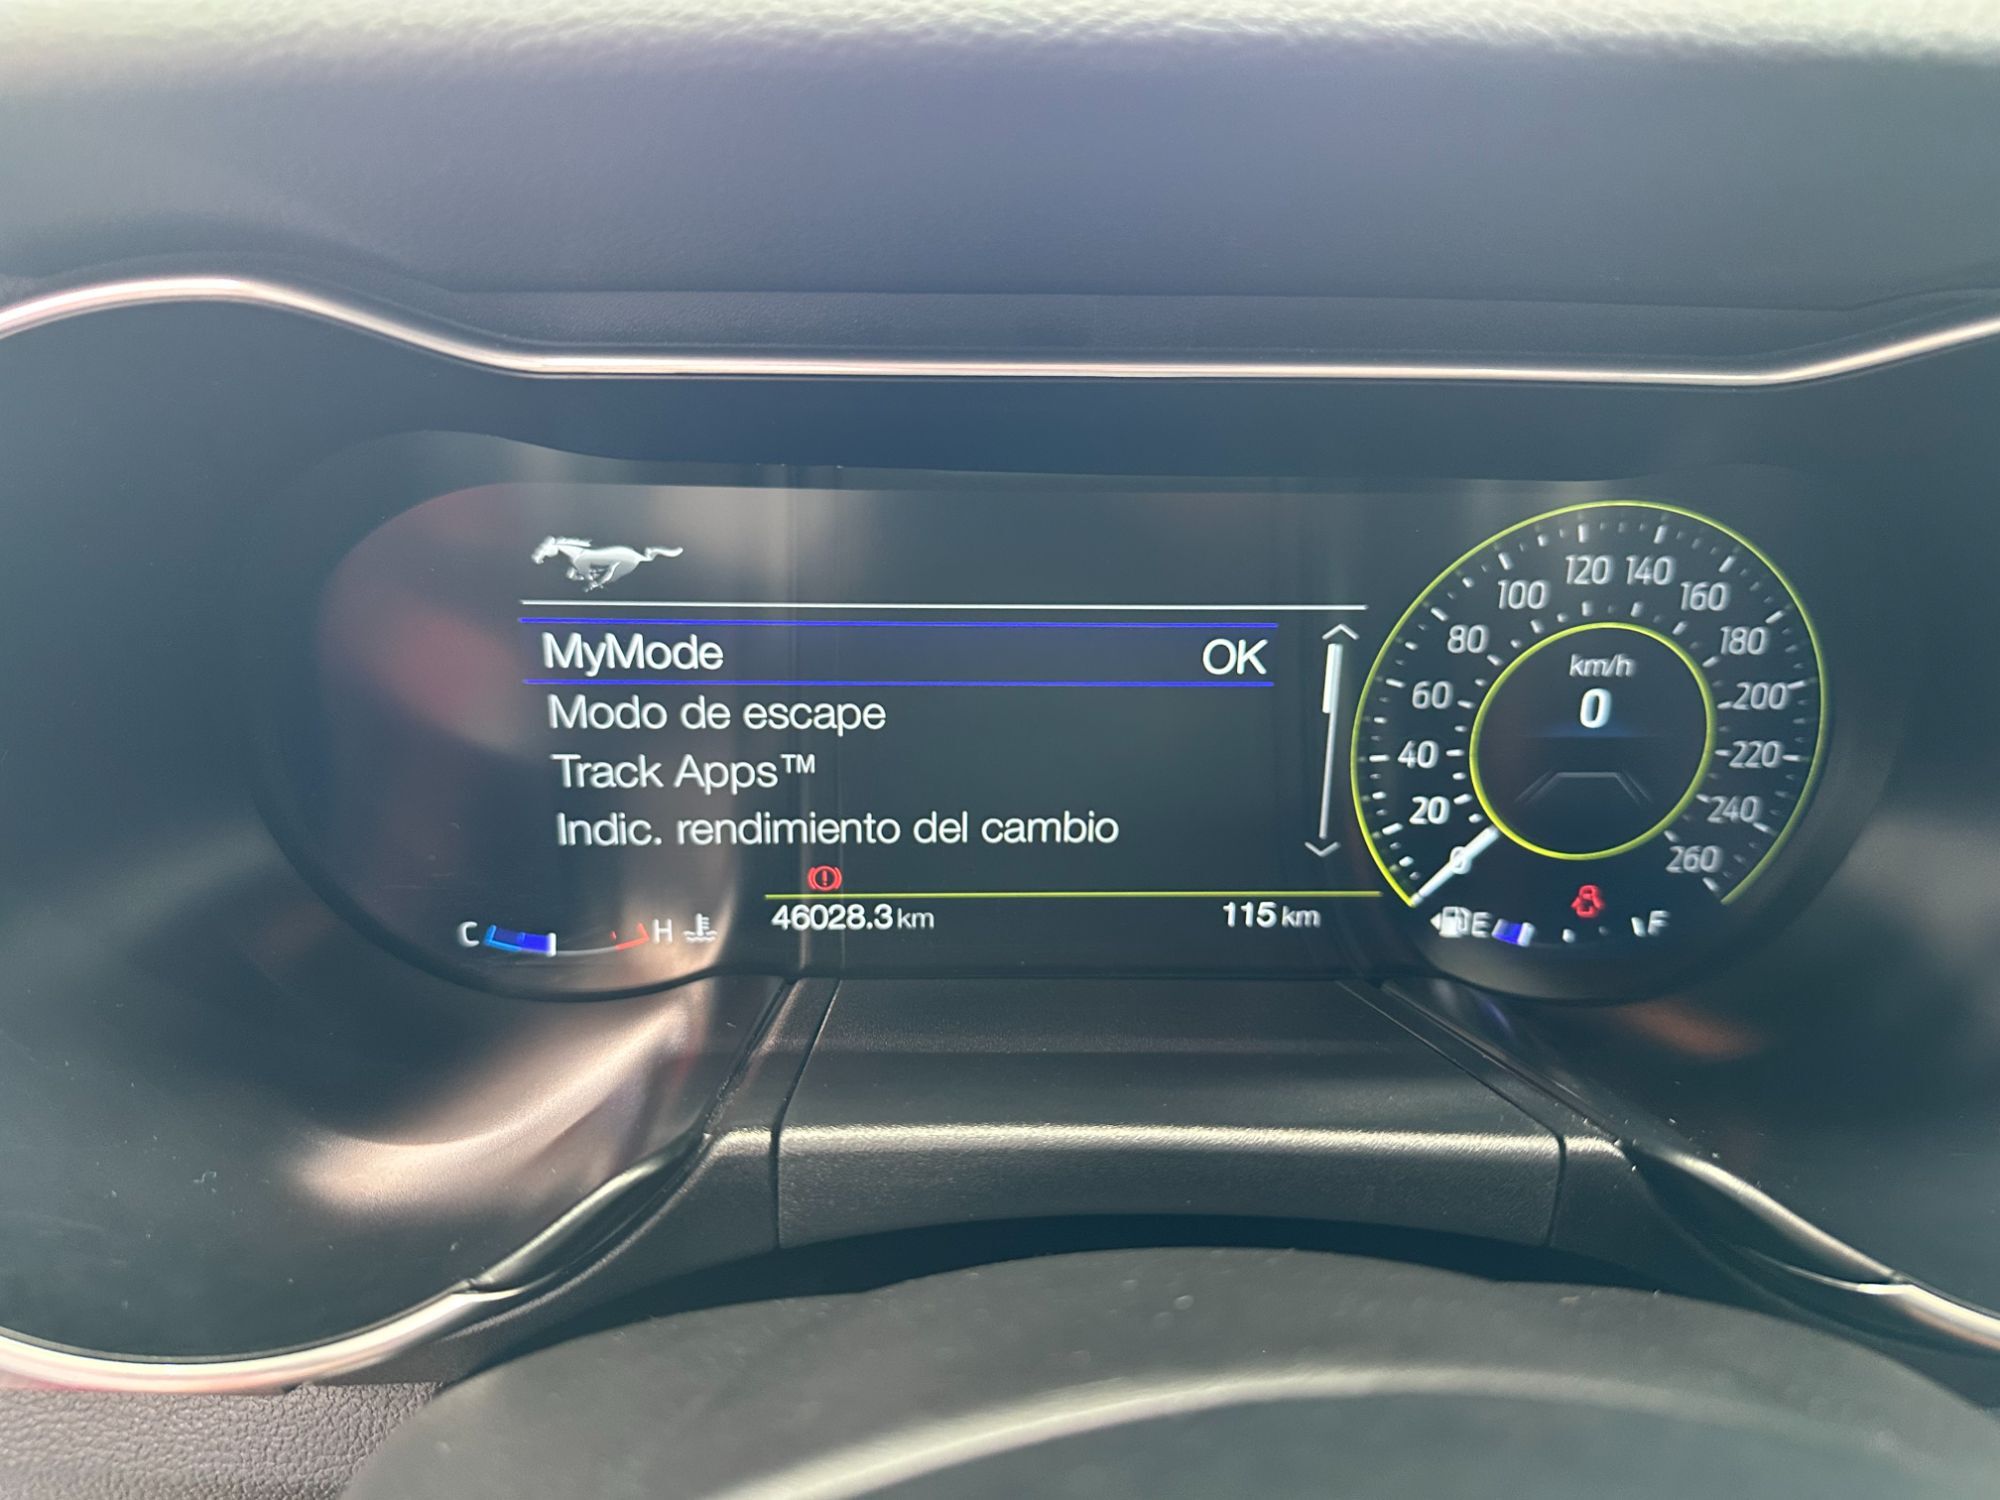 MyMode OK
Modo de escape
Track Apps™
Indic. rendimiento del cambio
46028.3 km
115 km
C H
km/h
0
0
20
40
60
80
100
120
140
160
180
200
220
240
260
E F